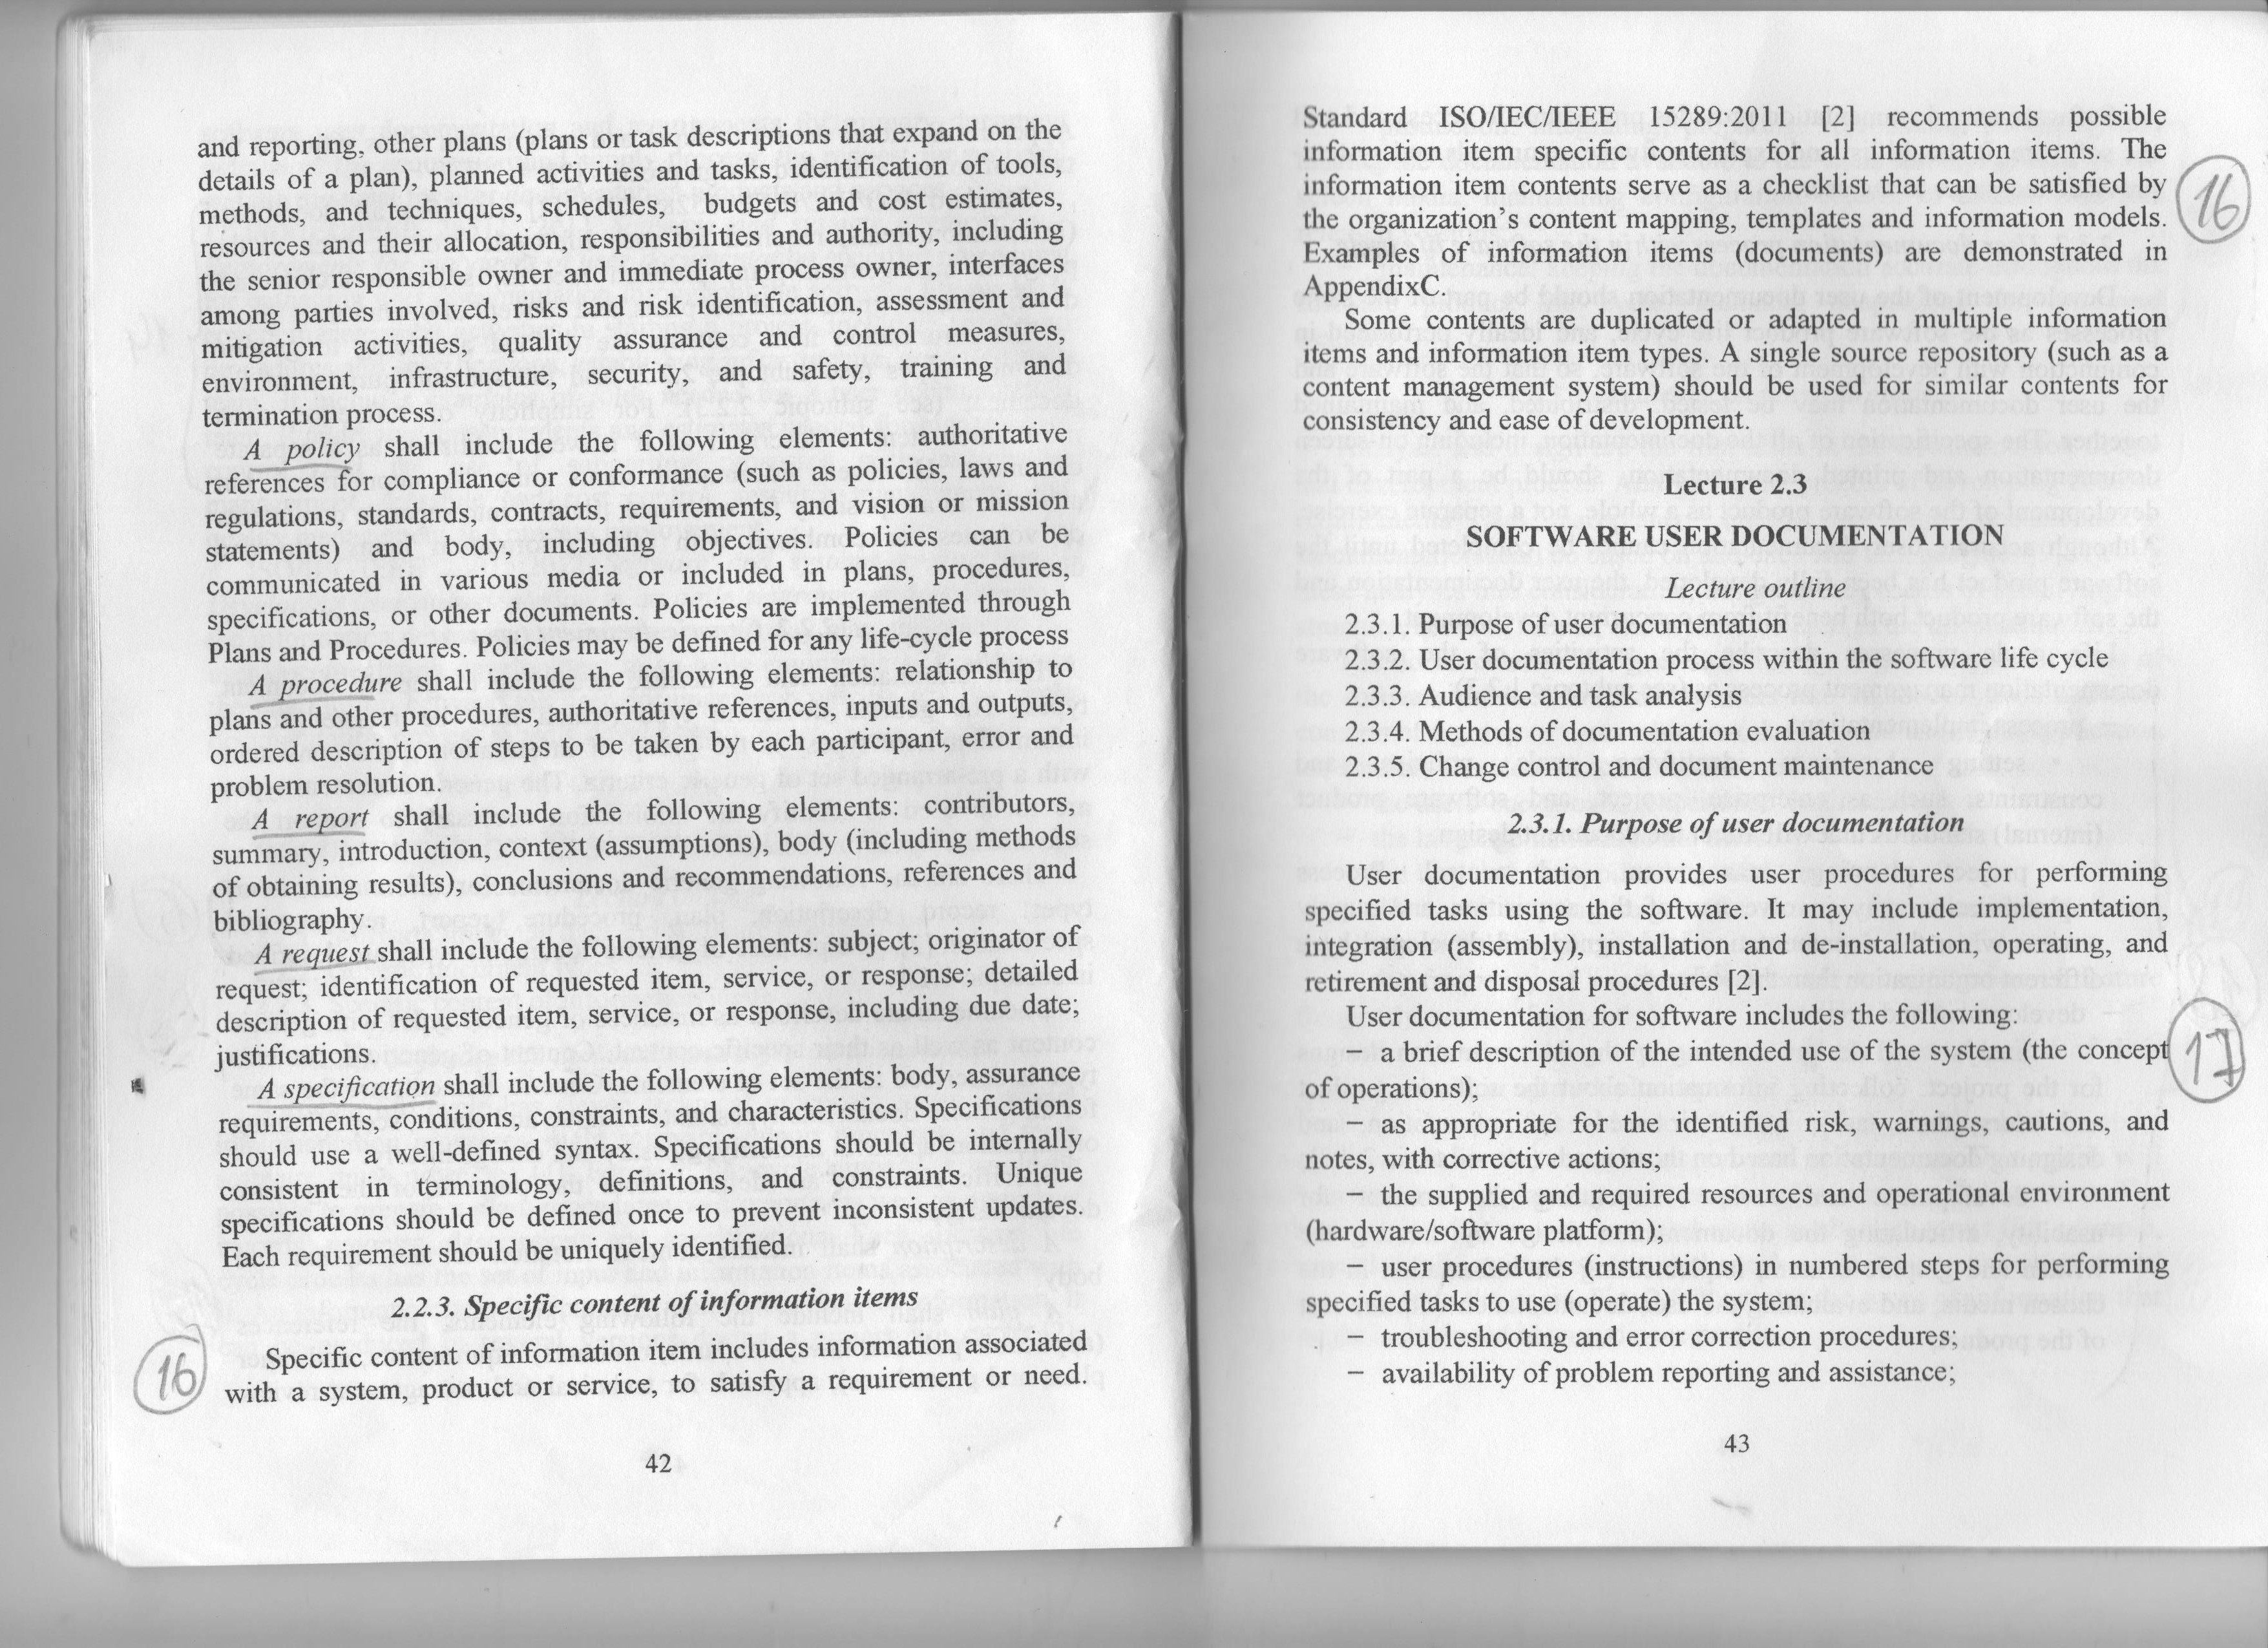 and reporting, other plans (plans or task descriptions that expand on the
details of a plan), planned activities and tasks, identification of tools,
methods, and techniques, schedules, budgets and cost estimates,
resources and their allocation, responsibilities and authority, including
the senior responsible owner and immediate process owner, interfaces
among parties involved, risks and risk identification, assessment and
mitigation activities, quality assurance and control measures,
environment, infrastructure, security, and safety, training and
termination process.
A policy shall include the following elements: authoritative
references for compliance or conformance (such as policies, laws and
regulations, standards, contracts, requirements, and vision or mission
statements) and body, including objectives. Policies can be
communicated in various media or included in plans, procedures,
specifications, or other documents. Policies are implemented through
Plans and Procedures. Policies may be defined for any life-cycle process
A procedure shall include the following elements: relationship to
plans and other procedures, authoritative references, inputs and outputs,
ordered description of steps to be taken by each participant, error and
problem resolution.
A report shall include the following elements: contributors,
summary, introduction, context (assumptions), body (including methods
of obtaining results), conclusions and recommendations, references and
bibliography.
A request shall include the following elements: subject; originator of
request; identification of requested item, service, or response; detailed
description of requested item, service, or response, including due date;
justifications.
A specification shall include the following elements: body, assurance
requirements, conditions, constraints, and characteristics. Specifications
should use a well-defined syntax. Specifications should be internally
consistent in terminology, definitions, and constraints. Unique
specifications should be defined once to prevent inconsistent updates.
Each requirement should be uniquely identified.
2.2.3. Specific content of information items
Specific content of information item includes information associated
16
with a system, product or service, to satisfy a requirement or need.
42
Standard ISO/IEC/IEEE 15289:2011 [2] recommends possible
information item specific contents for all information items. The
information item contents serve as a checklist that can be satisfied by
16
the organization's content mapping, templates and information models.
Examples of information items (documents) are demonstrated in
AppendixC.
Some contents are duplicated or adapted in multiple information
items and information item types. A single source repository (such as a
content management system) should be used for similar contents for
consistency and ease of development.
Lecture 2.3
SOFTWARE USER DOCUMENTATION
Lecture outline
2.3.1. Purpose of user documentation
2.3.2. User documentation process within the software life cycle
2.3.3. Audience and task analysis
2.3.4. Methods of documentation evaluation
2.3.5. Change control and document maintenance
2.3.1. Purpose of user documentation
User documentation provides user procedures for performing
specified tasks using the software. It may include implementation,
integration (assembly), installation and de-installation, operating, and
retirement and disposal procedures [2].
User documentation for software includes the following:
– a brief description of the intended use of the system (the concept
17
of operations);
– as appropriate for the identified risk, warnings, cautions, and
notes, with corrective actions;
– the supplied and required resources and operational environment
(hardware/software platform);
– user procedures (instructions) in numbered steps for performing
specified tasks to use (operate) the system;
– troubleshooting and error correction procedures;
– availability of problem reporting and assistance;
43